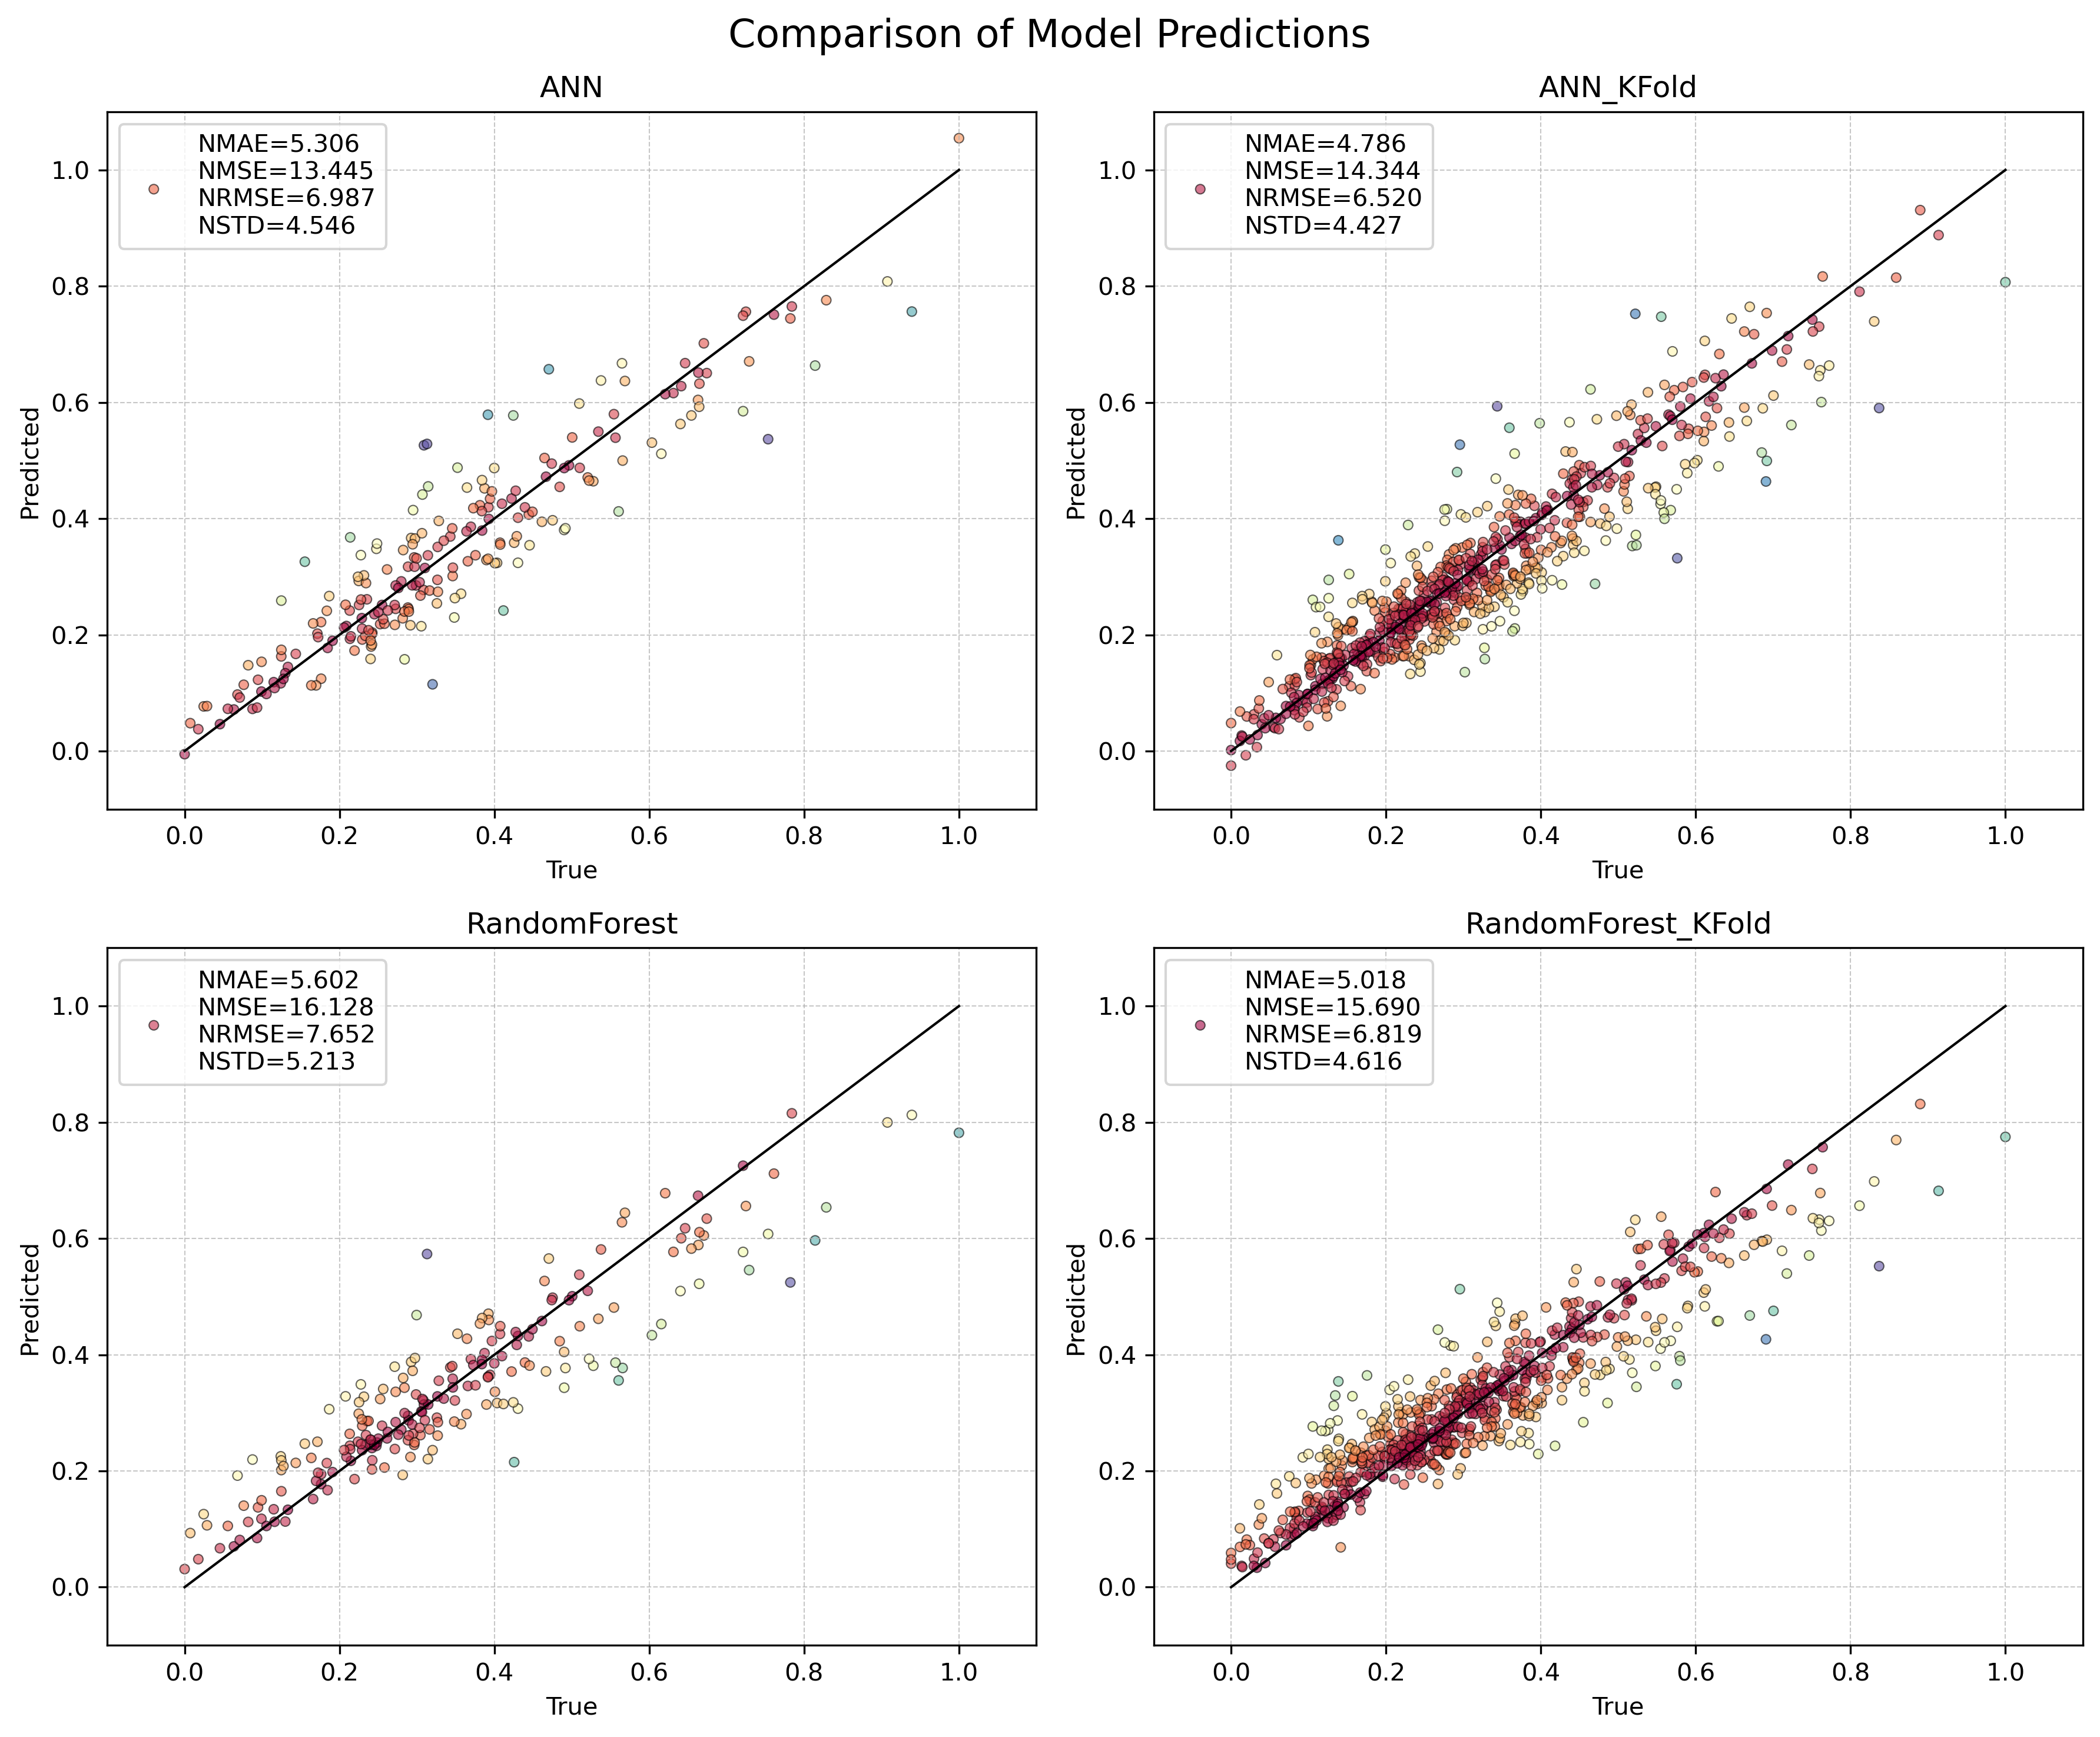 Comparison of Model Predictions
ANN
NMAE=5.306
NMSE=13.445
NRMSE=6.987
NSTD=4.546
1.0
0.8
0.6
0.4
0.2
0.0
Predicted
0.0 0.2 0.4 0.6 0.8 1.0
True
ANN_KFold
NMAE=4.786
NMSE=14.344
NRMSE=6.520
NSTD=4.427
1.0
0.8
0.6
0.4
0.2
0.0
Predicted
0.0 0.2 0.4 0.6 0.8 1.0
True
RandomForest
NMAE=5.602
NMSE=16.128
NRMSE=7.652
NSTD=5.213
1.0
0.8
0.6
0.4
0.2
0.0
Predicted
0.0 0.2 0.4 0.6 0.8 1.0
True
RandomForest_KFold
NMAE=5.018
NMSE=15.690
NRMSE=6.819
NSTD=4.616
1.0
0.8
0.6
0.4
0.2
0.0
Predicted
0.0 0.2 0.4 0.6 0.8 1.0
True